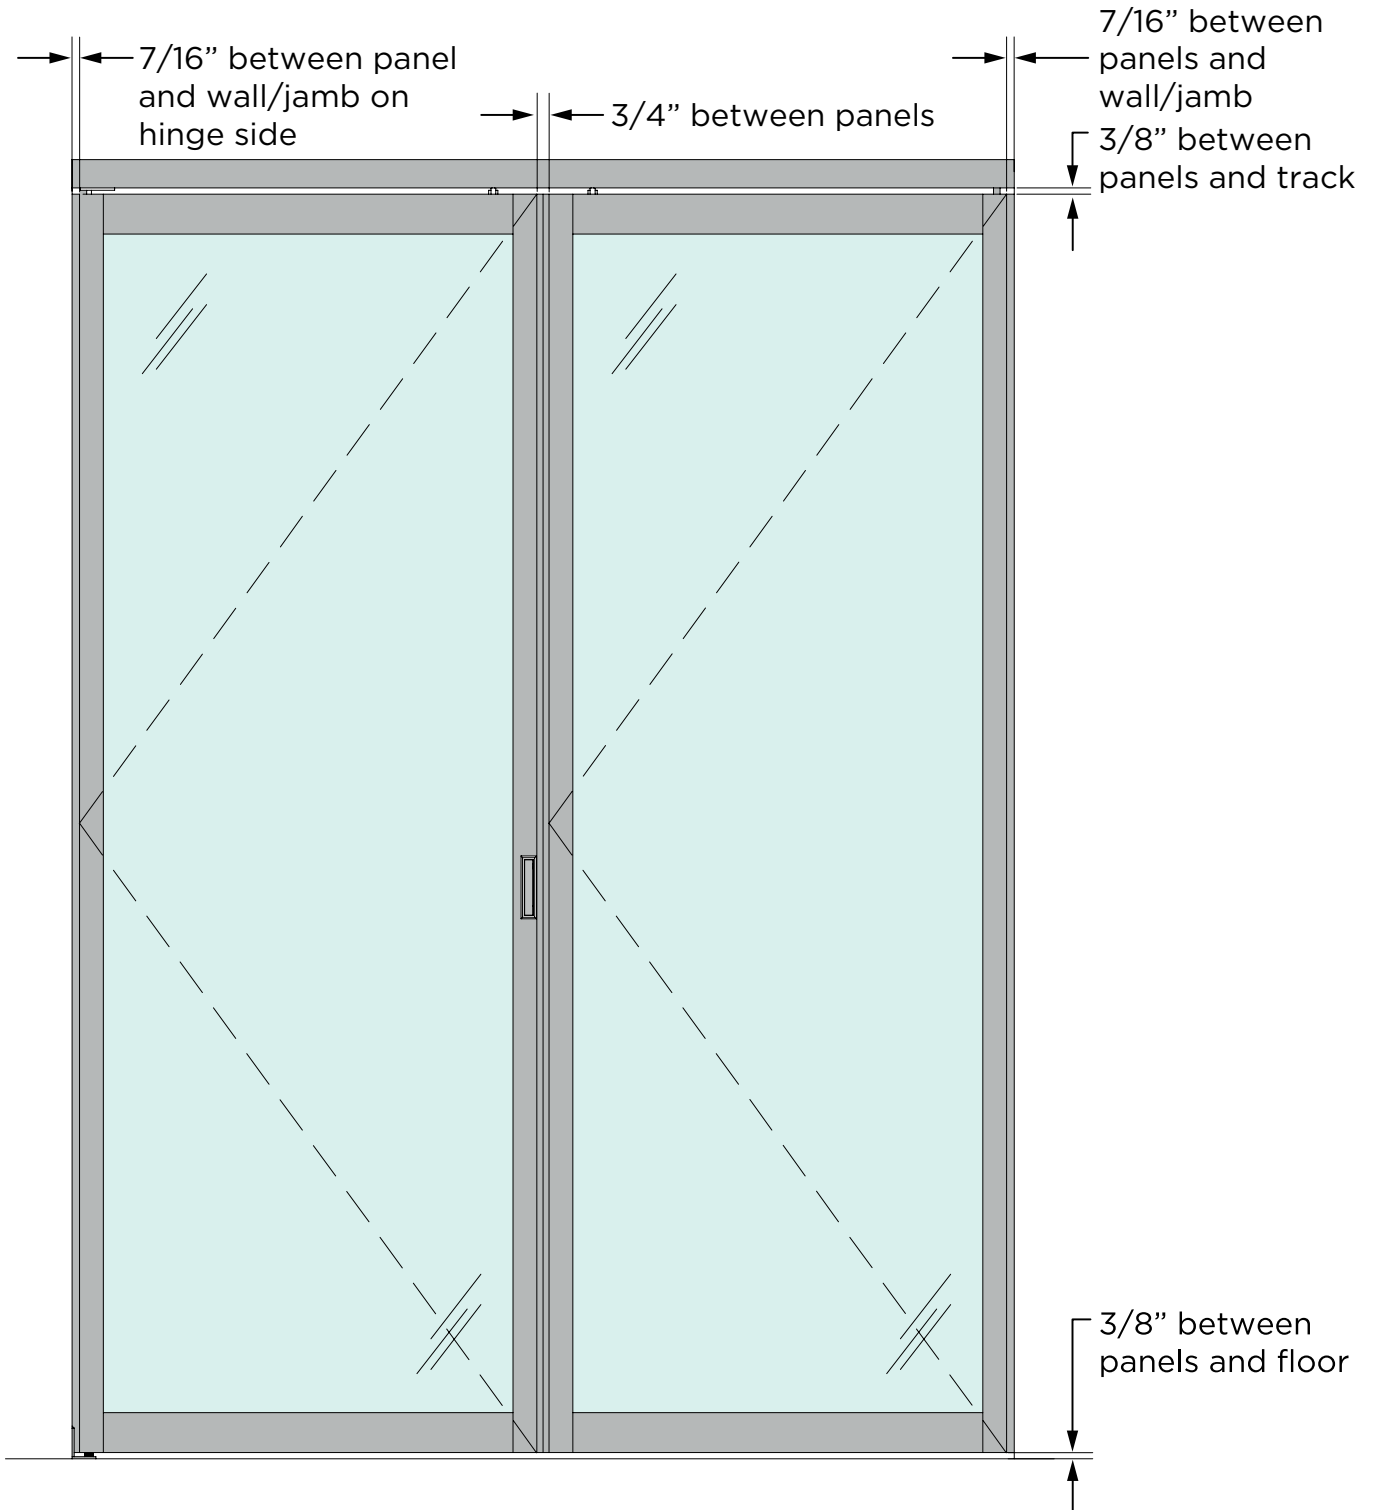 7/16” between panel
and wall/jamb on
hinge side
3/4” between panels
7/16” between
panels and
wall/jamb
3/8” between
panels and track
3/8” between
panels and floor